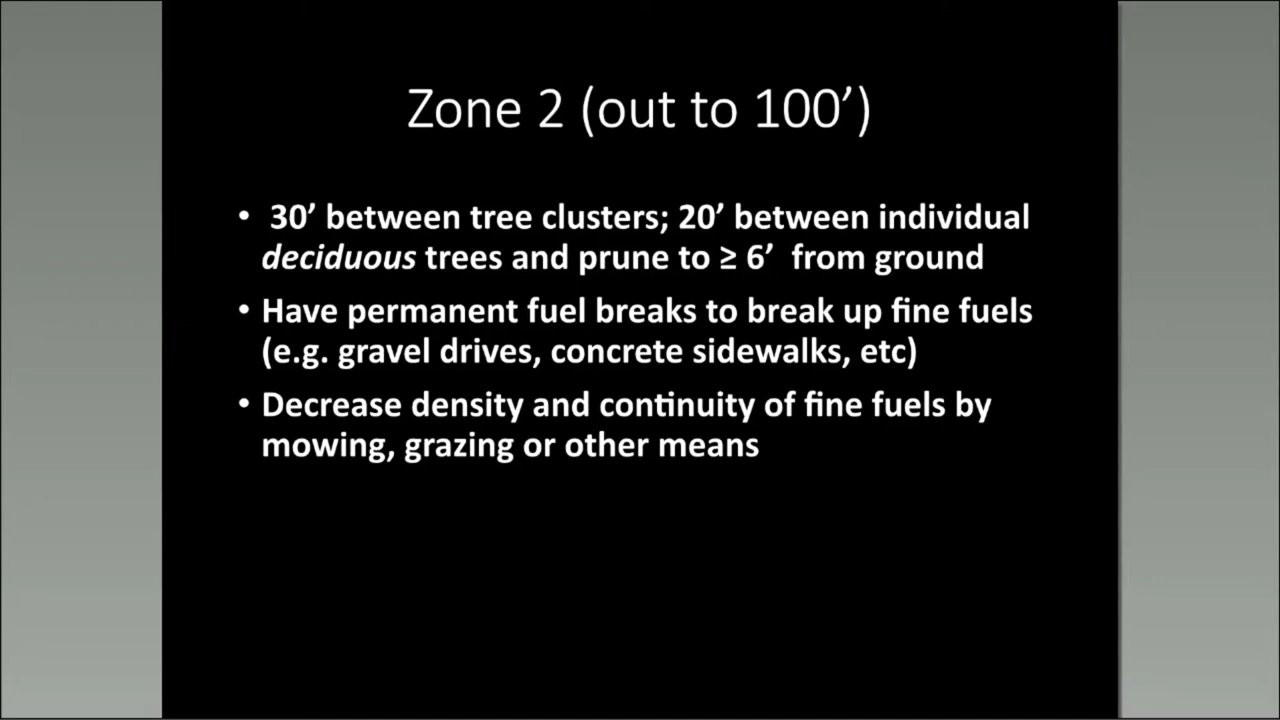 Zone 2 (out to 100’)
• 30’ between tree clusters; 20’ between individual
deciduous trees and prune to ≥ 6’ from ground
• Have permanent fuel breaks to break up fine fuels
(e.g. gravel drives, concrete sidewalks, etc)
• Decrease density and continuity of fine fuels by
mowing, grazing or other means